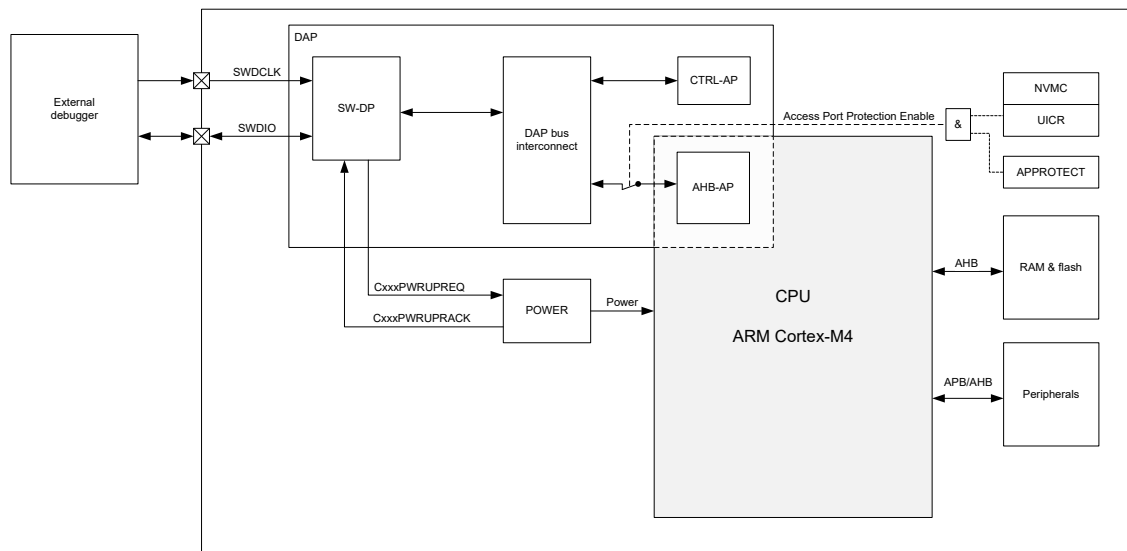 DAP
External
debugger
SWDCLK
SWDIO
SW-DP
DAP bus
interconnect
CTRL-AP
AHB-AP
Access Port Protection Enable
&
NVMC
UICR
APPROTECT
CxxxPWRUPREQ
CxxxPWRUPRACK
POWER
Power
CPU
ARM Cortex-M4
AHB
RAM & flash
APB/AHB
Peripherals